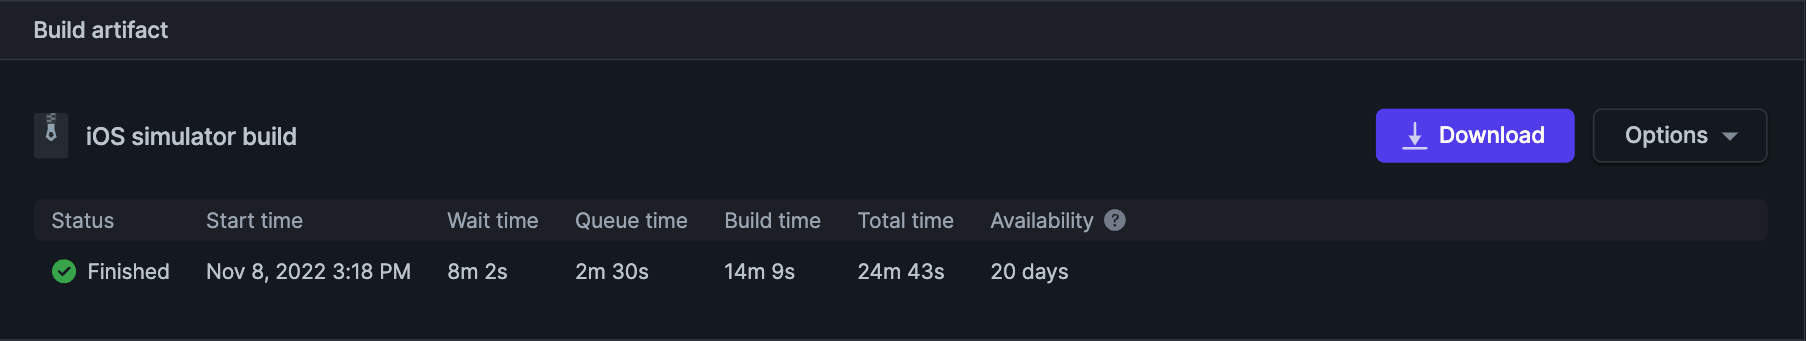 Build artifact
iOS simulator build
Download
Options
Status Start time Wait time Queue time Build time Total time Availability ?
Finished Nov 8, 2022 3:18 PM 8m 2s 2m 30s 14m 9s 24m 43s 20 days